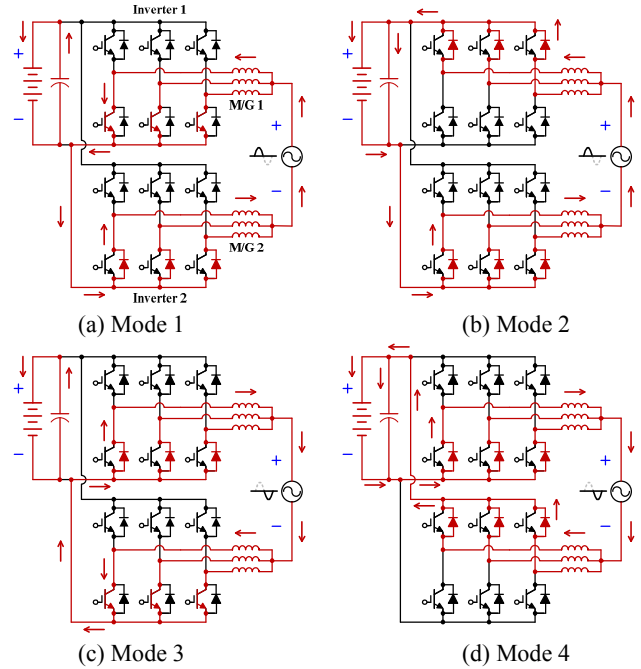 Inverter 1
+
−
M/G 1
+
−
M/G 2
Inverter 2
(a) Mode 1
+
−
+
−
(b) Mode 2
+
−
+
−
(c) Mode 3
+
−
+
−
(d) Mode 4